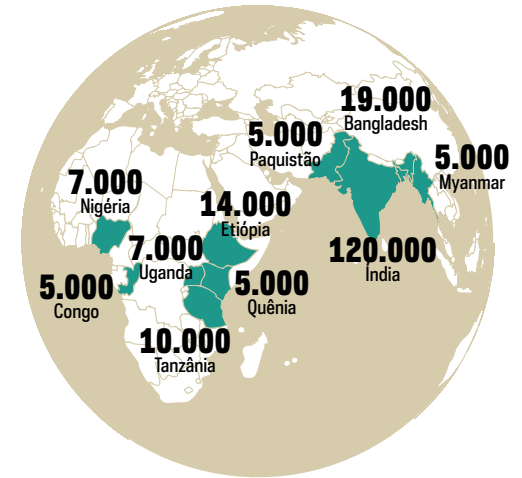 19.000
Bangladesh
5.000
Paquistão
5.000
Myanmar
7.000
Nigéria
14.000
Etiópia
7.000
Uganda
120.000
Índia
5.000
Congo
5.000
Quênia
10.000
Tanzânia